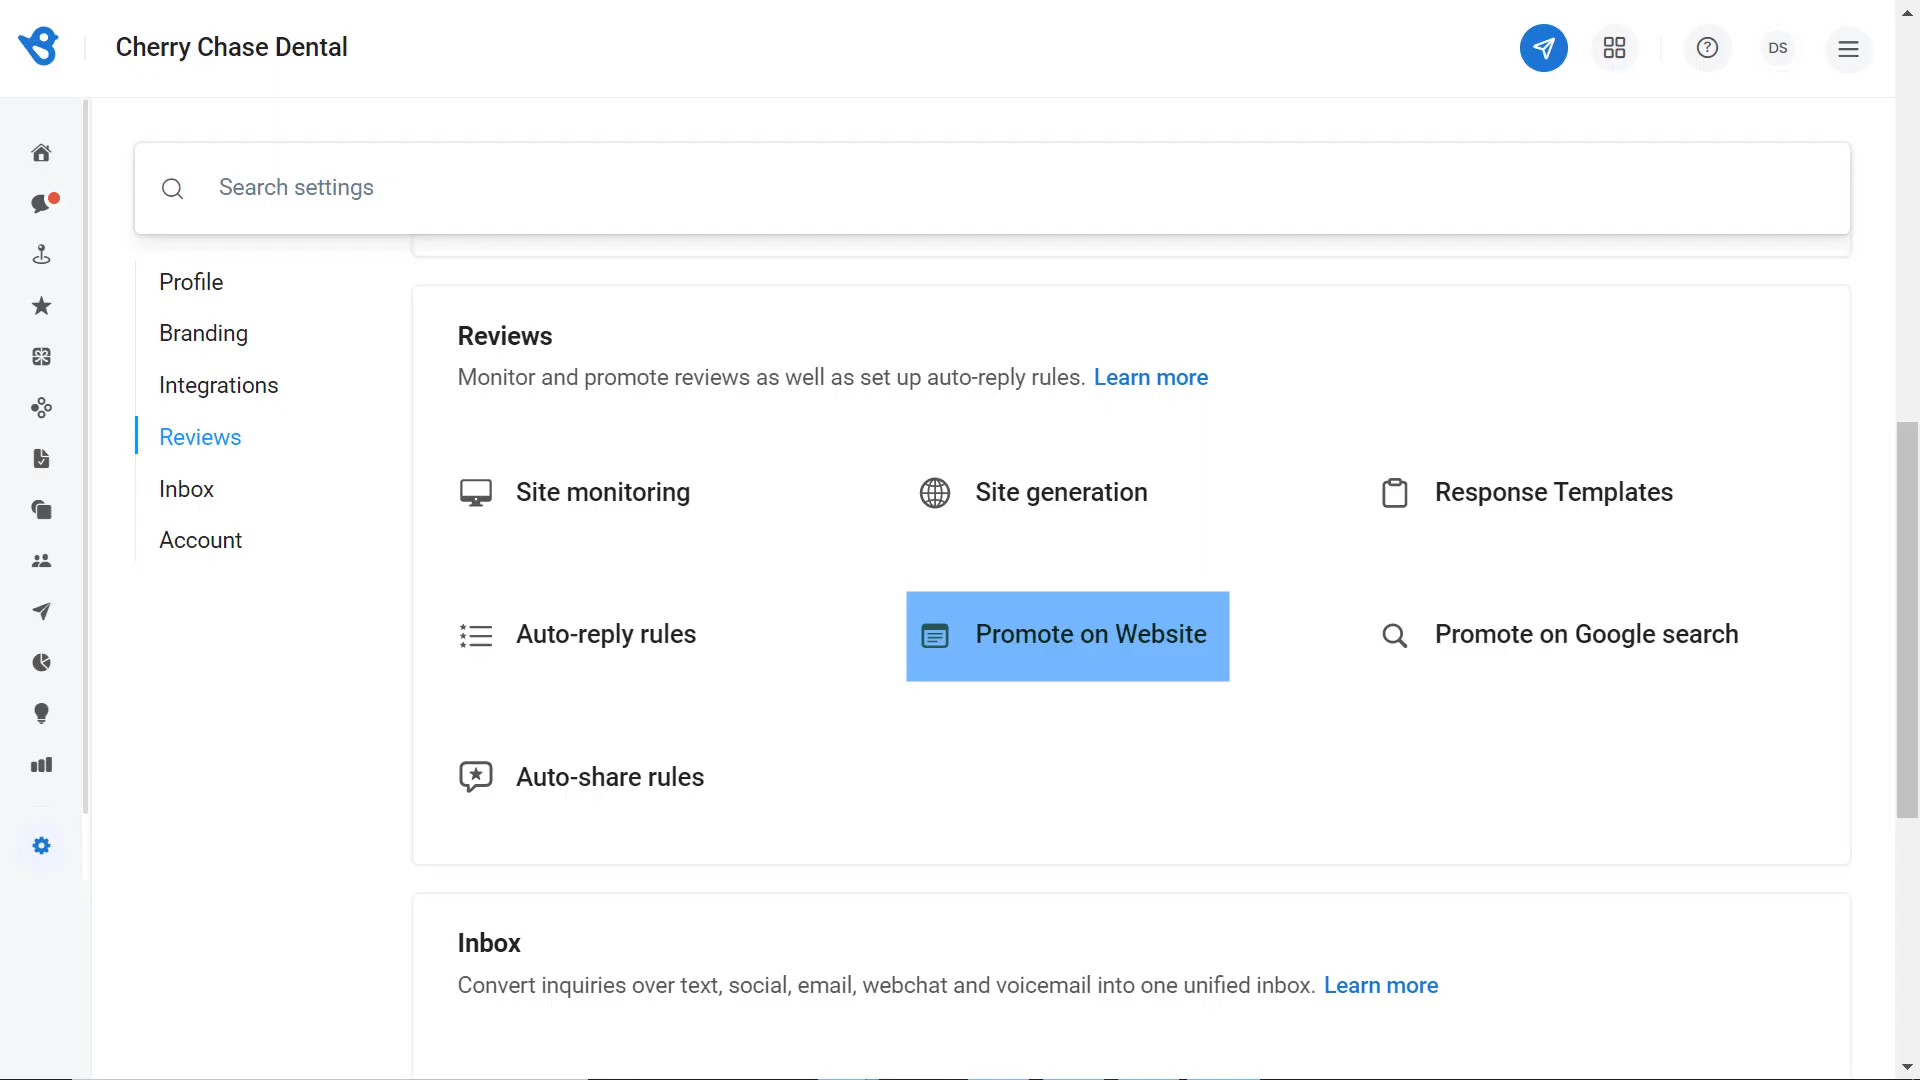 Cherry Chase Dental
DS
Search settings
Profile
Branding
Integrations
Reviews
Inbox
Account
Reviews
Monitor and promote reviews as well as set up auto-reply rules. Learn more
Site monitoring
Site generation
Response Templates
Auto-reply rules
Promote on Website
Promote on Google search
Auto-share rules
Inbox
Convert inquiries over text, social, email, webchat and voicemail into one unified inbox. Learn more